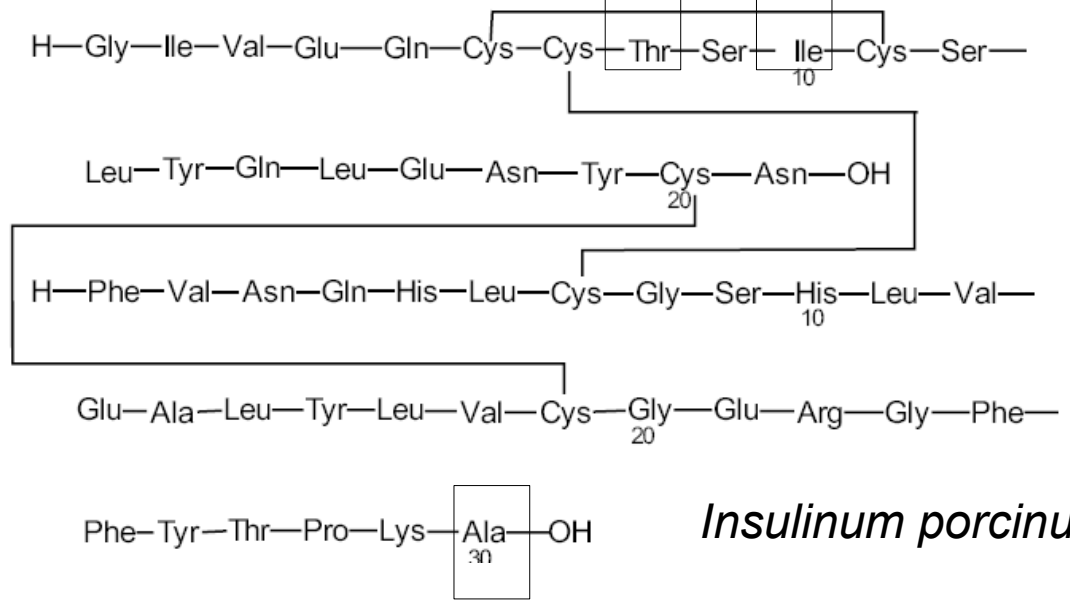 H—Gly—Ile—Val—Glu—Gln—Cys—Cys—Thr—Ser—Ile—Cys—Ser—
10
Leu—Tyr—Gln—Leu—Glu—Asn—Tyr—Cys—Asn—OH
20
H—Phe—Val—Asn—Gln—His—Leu—Cys—Gly—Ser—His—Leu—Val—
10
Glu—Ala—Leu—Tyr—Leu—Val—Cys—Gly—Glu—Arg—Gly—Phe—
20
Phe—Tyr—Thr—Pro—Lys—Ala—OH
30
Insulinum porcinu